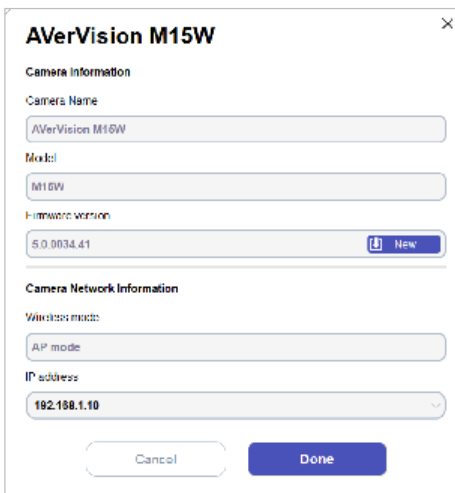 AVerVision M15W
Camera Information
Camera Name
AVerVision M15W
Model
M15W
Firmware version
5.0.0034.41
New
Camera Network Information
Wireless mode
AP mode
IP address
192.168.1.10
Cancel
Done